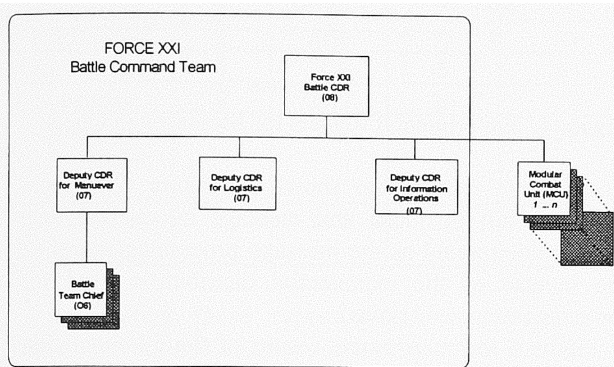 FORCE XXI
Battle Command Team
Force XXI
Battle CDR
(08)
Deputy CDR
for Manuever
(07)
Deputy CDR
for Logistics
(07)
Deputy CDR
for Information
Operations
(07)
Modular
Combat
Unit (MCU)
1 ... n
Battle
Team Chief
(O6)